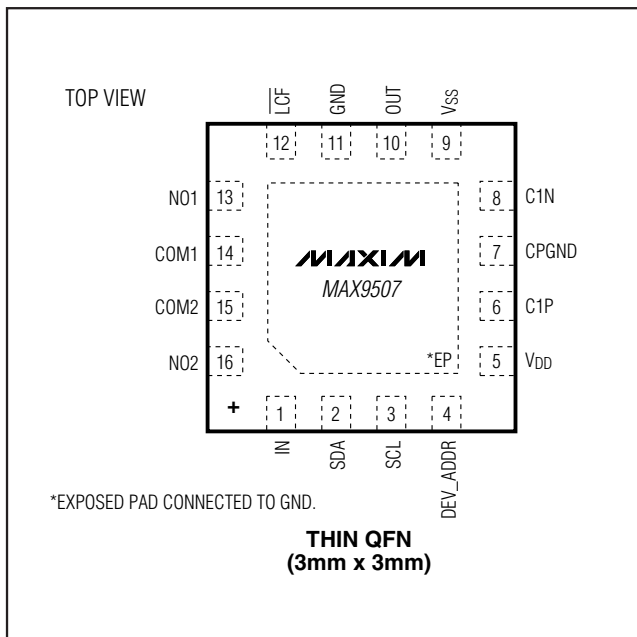 TOP VIEW
LCF GND OUT VSS
12 11 10 9
NO1 13 8 C1N
COM1 14 MAXIM 7 CPGND
MAX9507
COM2 15 6 C1P
NO2 16 *EP 5 VDD
+ 1 2 3 4
IN SDA SCL DEV_ADDR
*EXPOSED PAD CONNECTED TO GND.
THIN QFN
(3mm x 3mm)